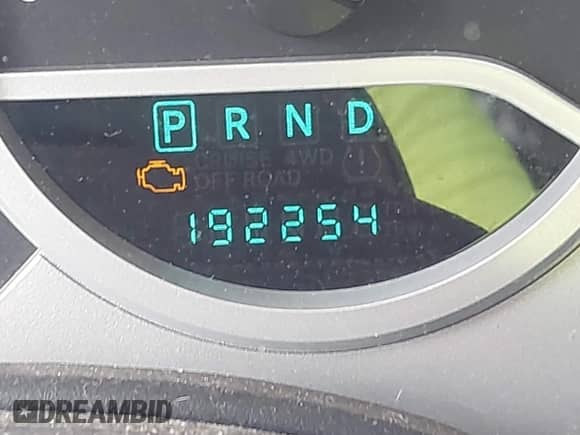 P R N D
CRUISE 4WD
OFF ROAD
192254
DREAMBID